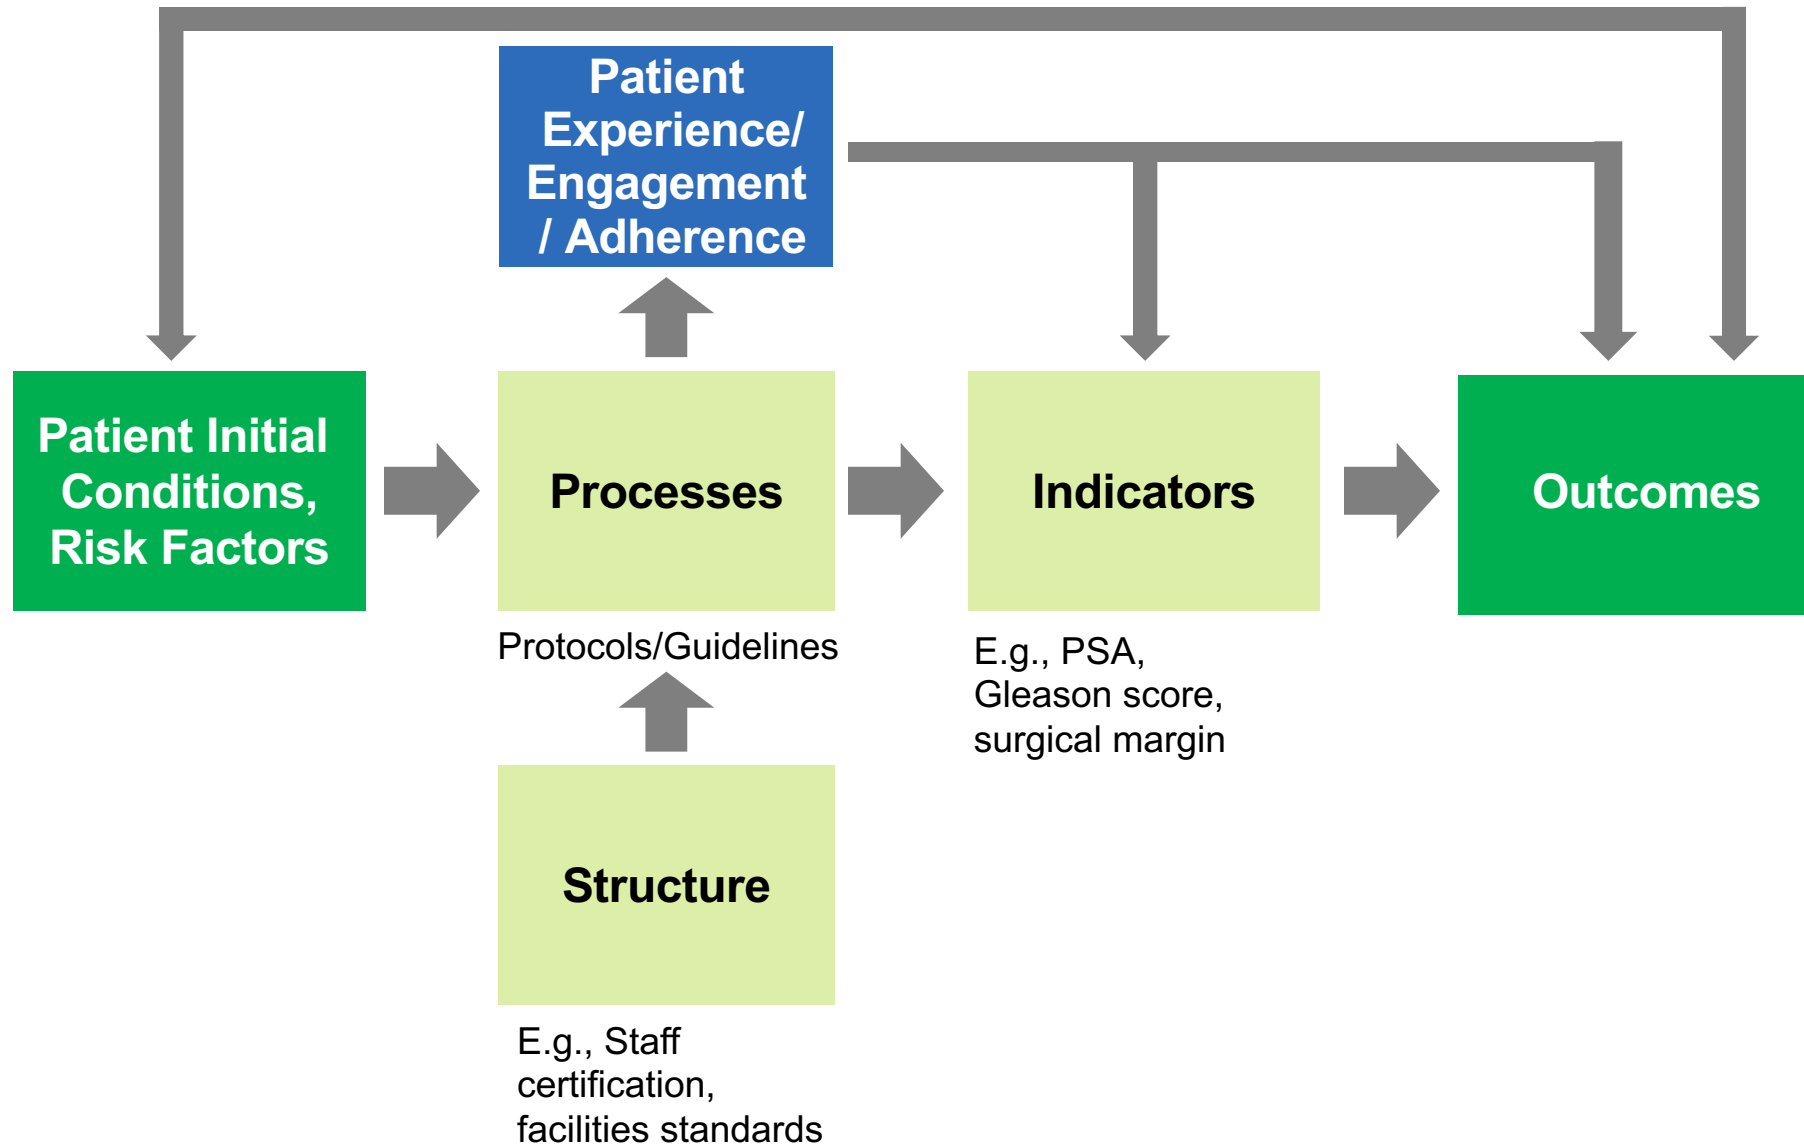 Patient
Experience/
Engagement
/ Adherence
Patient Initial
Conditions,
Risk Factors
Processes
Indicators
Outcomes
Protocols/Guidelines
E.g., PSA,
Gleason score,
surgical margin
Structure
E.g., Staff
certification,
facilities standards